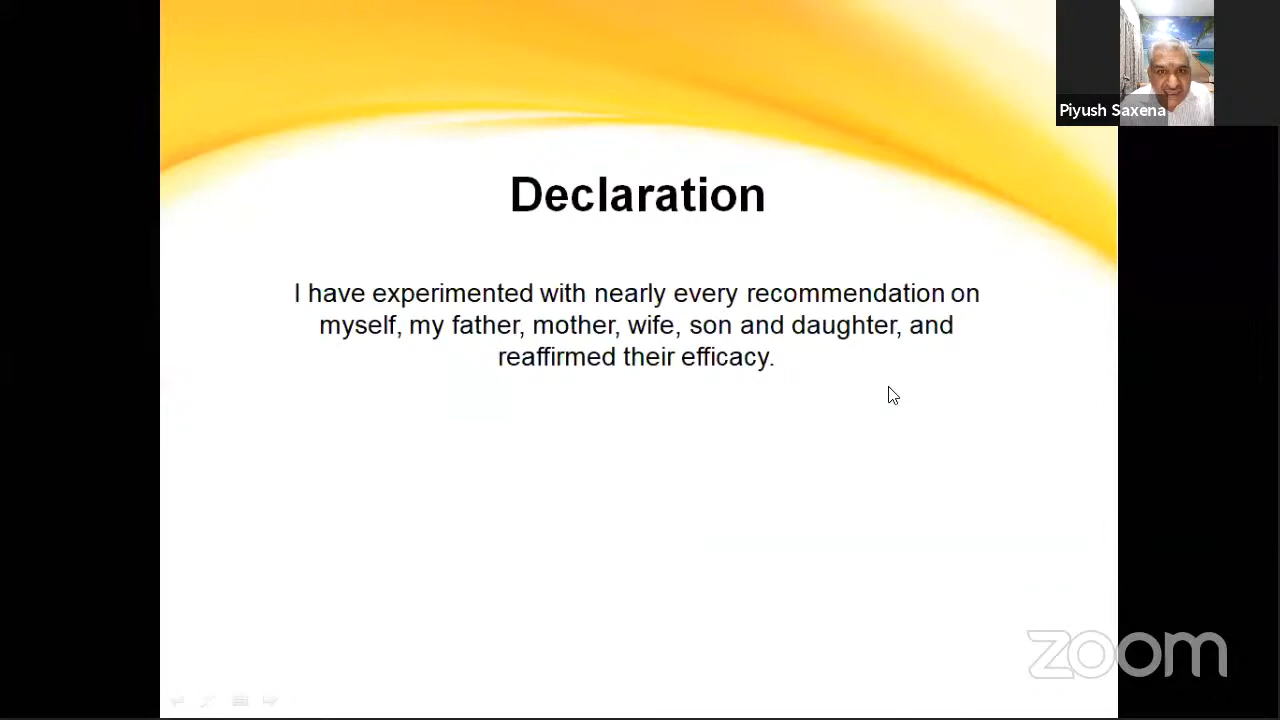 Piyush Saxena
Declaration
I have experimented with nearly every recommendation on
myself, my father, mother, wife, son and daughter, and
reaffirmed their efficacy.
zoom